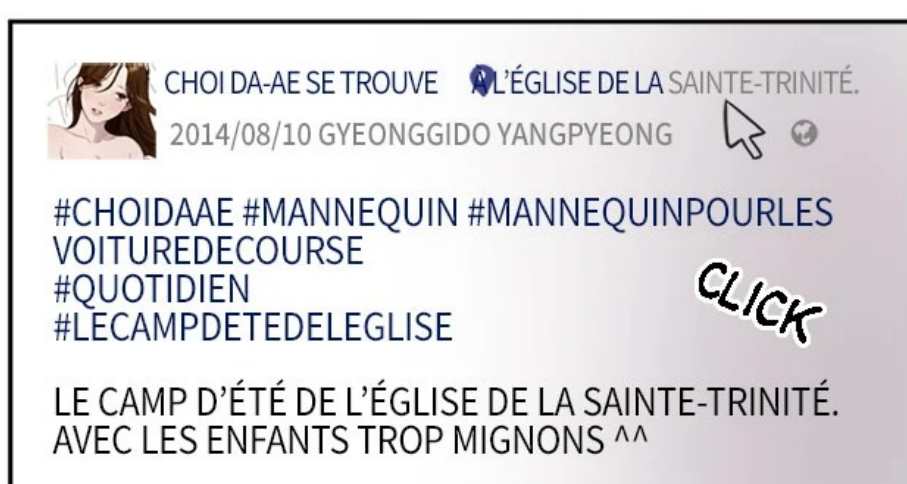 CHOI DA-AE SE TROUVE À L'ÉGLISE DE LA SAINTE-TRINITÉ.
2014/08/10 GYEONGGIDO YANGPYEONG
#CHOIDAAE #MANNEQUIN #MANNEQUINPOURLES
VOITUREDECOURSE
#QUOTIDIEN
#LECAMPDETEDELEGLISE
CLICK
LE CAMP D'ÉTÉ DE L'ÉGLISE DE LA SAINTE-TRINITÉ.
AVEC LES ENFANTS TROP MIGNONS ^^